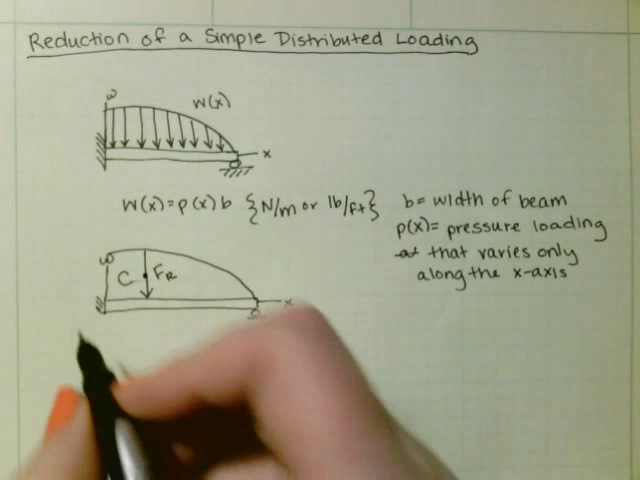 Reduction of a Simple Distributed Loading
w
w(x)
x
w(x)=p(x)b {N/m or lb/ft} b= width of beam
p(x)= pressure loading
that varies only
along the x-axis
w
C FR
x